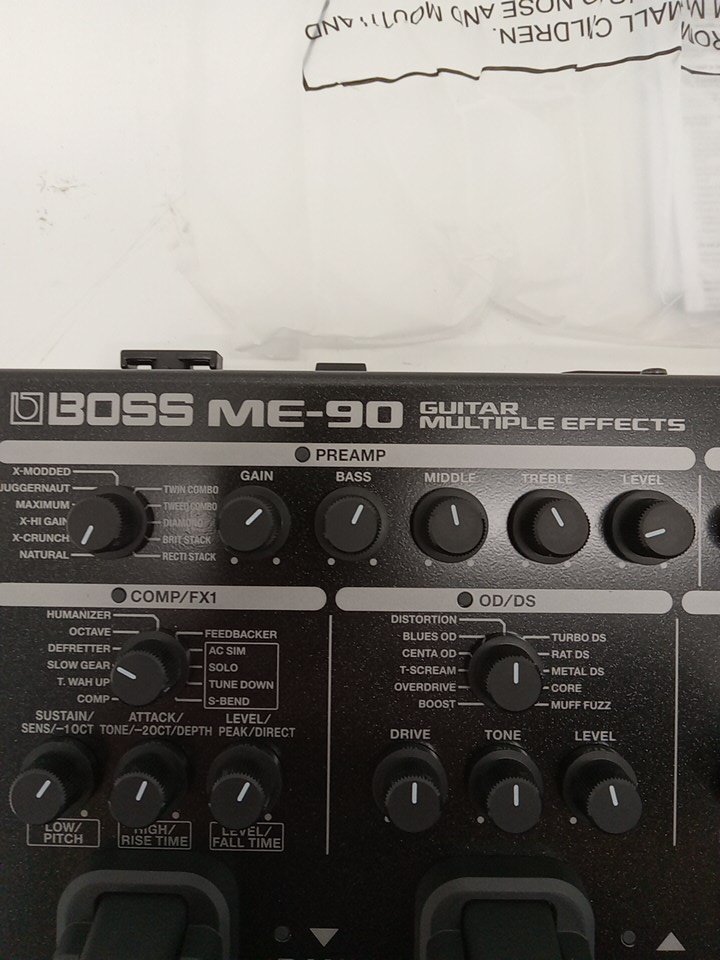 SMALL CILDREN.
NOSE AND MOUTH AND
BOSS ME-90 GUITAR
MULTIPLE EFFECTS
PREAMP
X-MODDED
JUGGERNAUT
MAXIMUM
X-HI GAIN
X-CRUNCH
NATURAL
TWIN COMBO
TWEED COMBO
DIAMOND
BRIT STACK
RECTI STACK
GAIN
BASS
MIDDLE
TREBLE
LEVEL
COMP/FX1
HUMANIZER
OCTAVE
DEFRETTER
SLOW GEAR
T. WAH UP
COMP
FEEDBACKER
AC SIM
SOLO
TUNE DOWN
S-BEND
SUSTAIN/
SENS/-1OCT
ATTACK/
TONE/-2OCT/DEPTH
LEVEL/
PEAK/DIRECT
LOW/
PITCH
HIGH/
RISE TIME
LEVEL/
FALL TIME
OD/DS
DISTORTION
BLUES OD
CENTA OD
T-SCREAM
OVERDRIVE
BOOST
TURBO DS
RAT DS
METAL DS
CORE
MUFF FUZZ
DRIVE
TONE
LEVEL